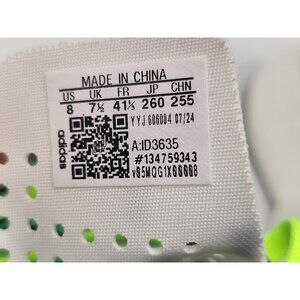 MADE IN CHINA
US UK FR JP CHN
8 7½ 41⅓ 260 255
YYJ 606004 07/24
adidas
A:ID3635
#134759343